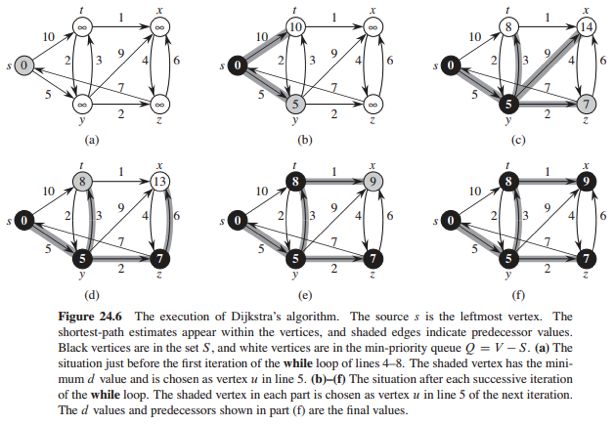 t 1 x
10 ∞ ∞
s 0 2 3 9 4 6
5 7
∞ 2 ∞
y z
(a)
t 1 x
10 10 ∞
s 0 2 3 9 4 6
5 7
5 2 ∞
y z
(b)
t 1 x
10 8 14
s 0 2 3 9 4 6
5 7
5 2 7
y z
(c)
t 1 x
10 8 13
s 0 2 3 9 4 6
5 7
5 2 7
y z
(d)
t 1 x
10 8 9
s 0 2 3 9 4 6
5 7
5 2 7
y z
(e)
t 1 x
10 8 9
s 0 2 3 9 4 6
5 7
5 2 7
y z
(f)
Figure 24.6 The execution of Dijkstra's algorithm. The source s is the leftmost vertex. The
shortest-path estimates appear within the vertices, and shaded edges indicate predecessor values.
Black vertices are in the set S, and white vertices are in the min-priority queue Q = V − S. (a) The
situation just before the first iteration of the while loop of lines 4–8. The shaded vertex has the mini-
mum d value and is chosen as vertex u in line 5. (b)–(f) The situation after each successive iteration
of the while loop. The shaded vertex in each part is chosen as vertex u in line 5 of the next iteration.
The d values and predecessors shown in part (f) are the final values.